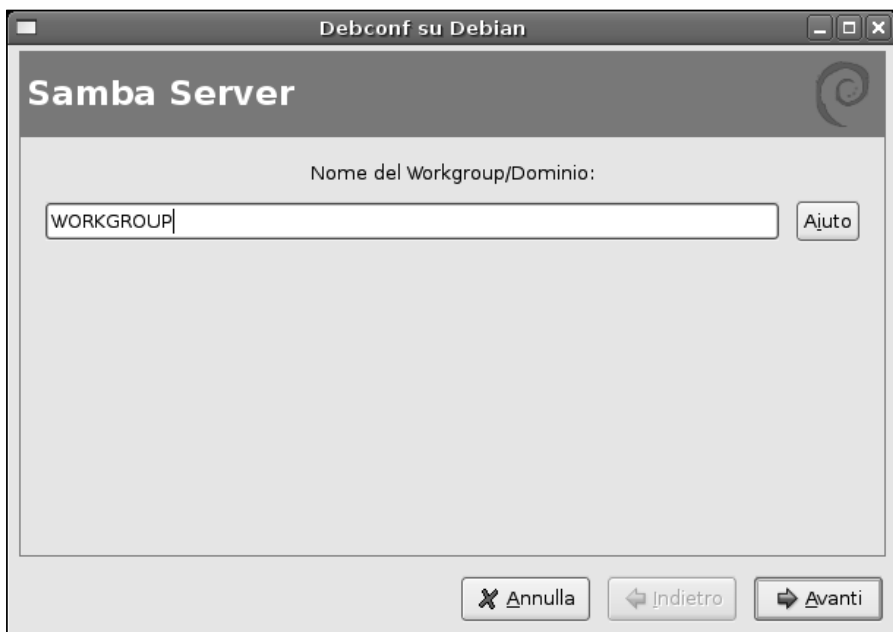 Debconf su Debian
Samba Server
Nome del Workgroup/Dominio:
WORKGROUP
Aiuto
Annulla
Indietro
Avanti